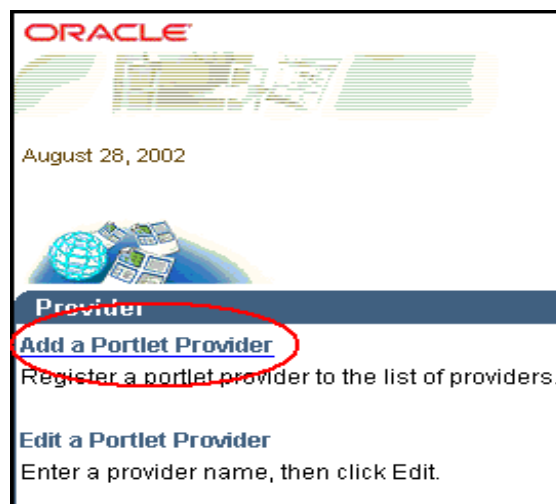 ORACLE
August 28, 2002
Provider
Add a Portlet Provider
Register a portlet provider to the list of providers.
Edit a Portlet Provider
Enter a provider name, then click Edit.